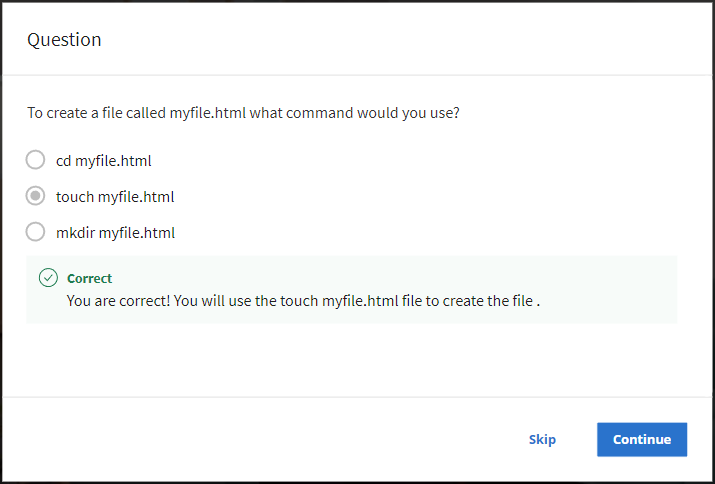 Question
To create a file called myfile.html what command would you use?
cd myfile.html
touch myfile.html
mkdir myfile.html
Correct
You are correct! You will use the touch myfile.html file to create the file .
Skip
Continue